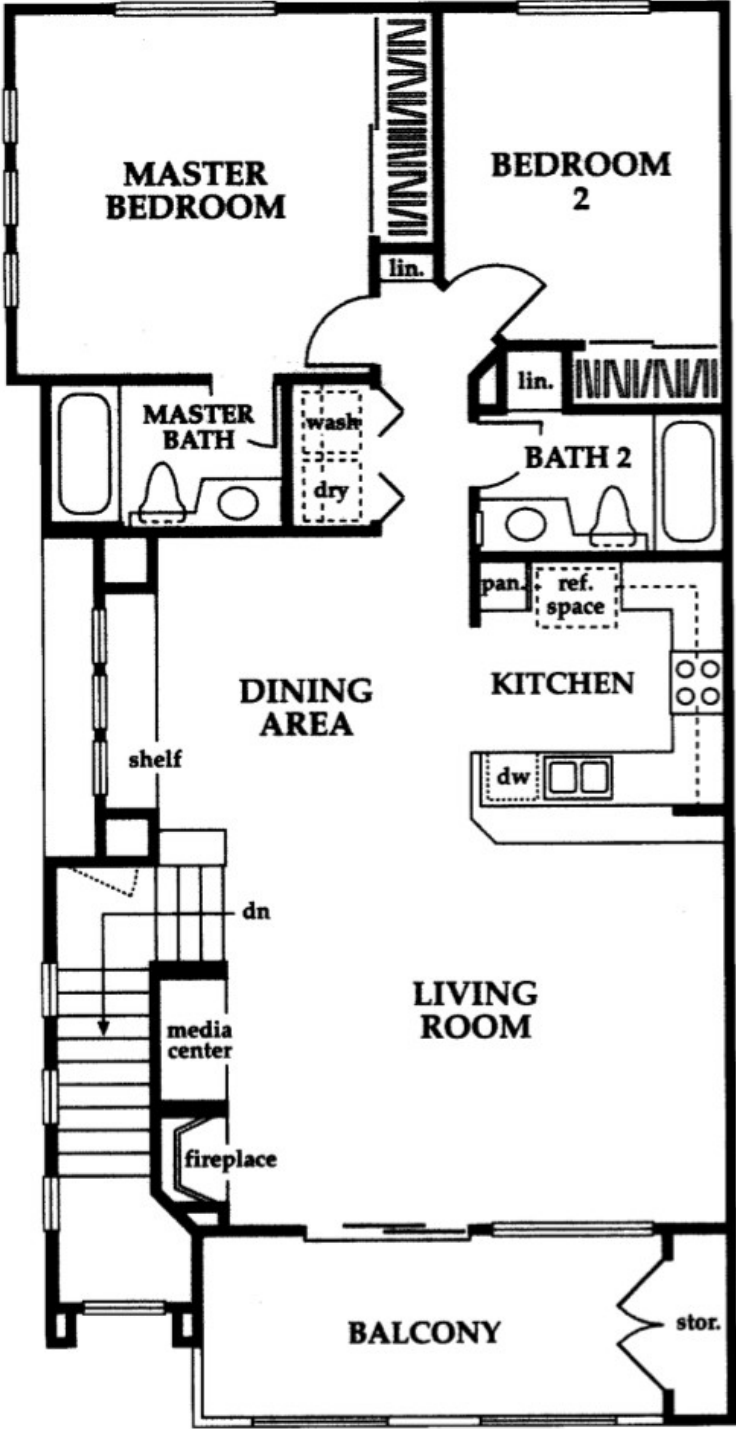 MASTER
BEDROOM
BEDROOM
2
lin.
lin.
MASTER
BATH
wash
dry
BATH 2
pan.
ref.
space
KITCHEN
DINING
AREA
shelf
dw
dn
LIVING
ROOM
media
center
fireplace
BALCONY
stor.